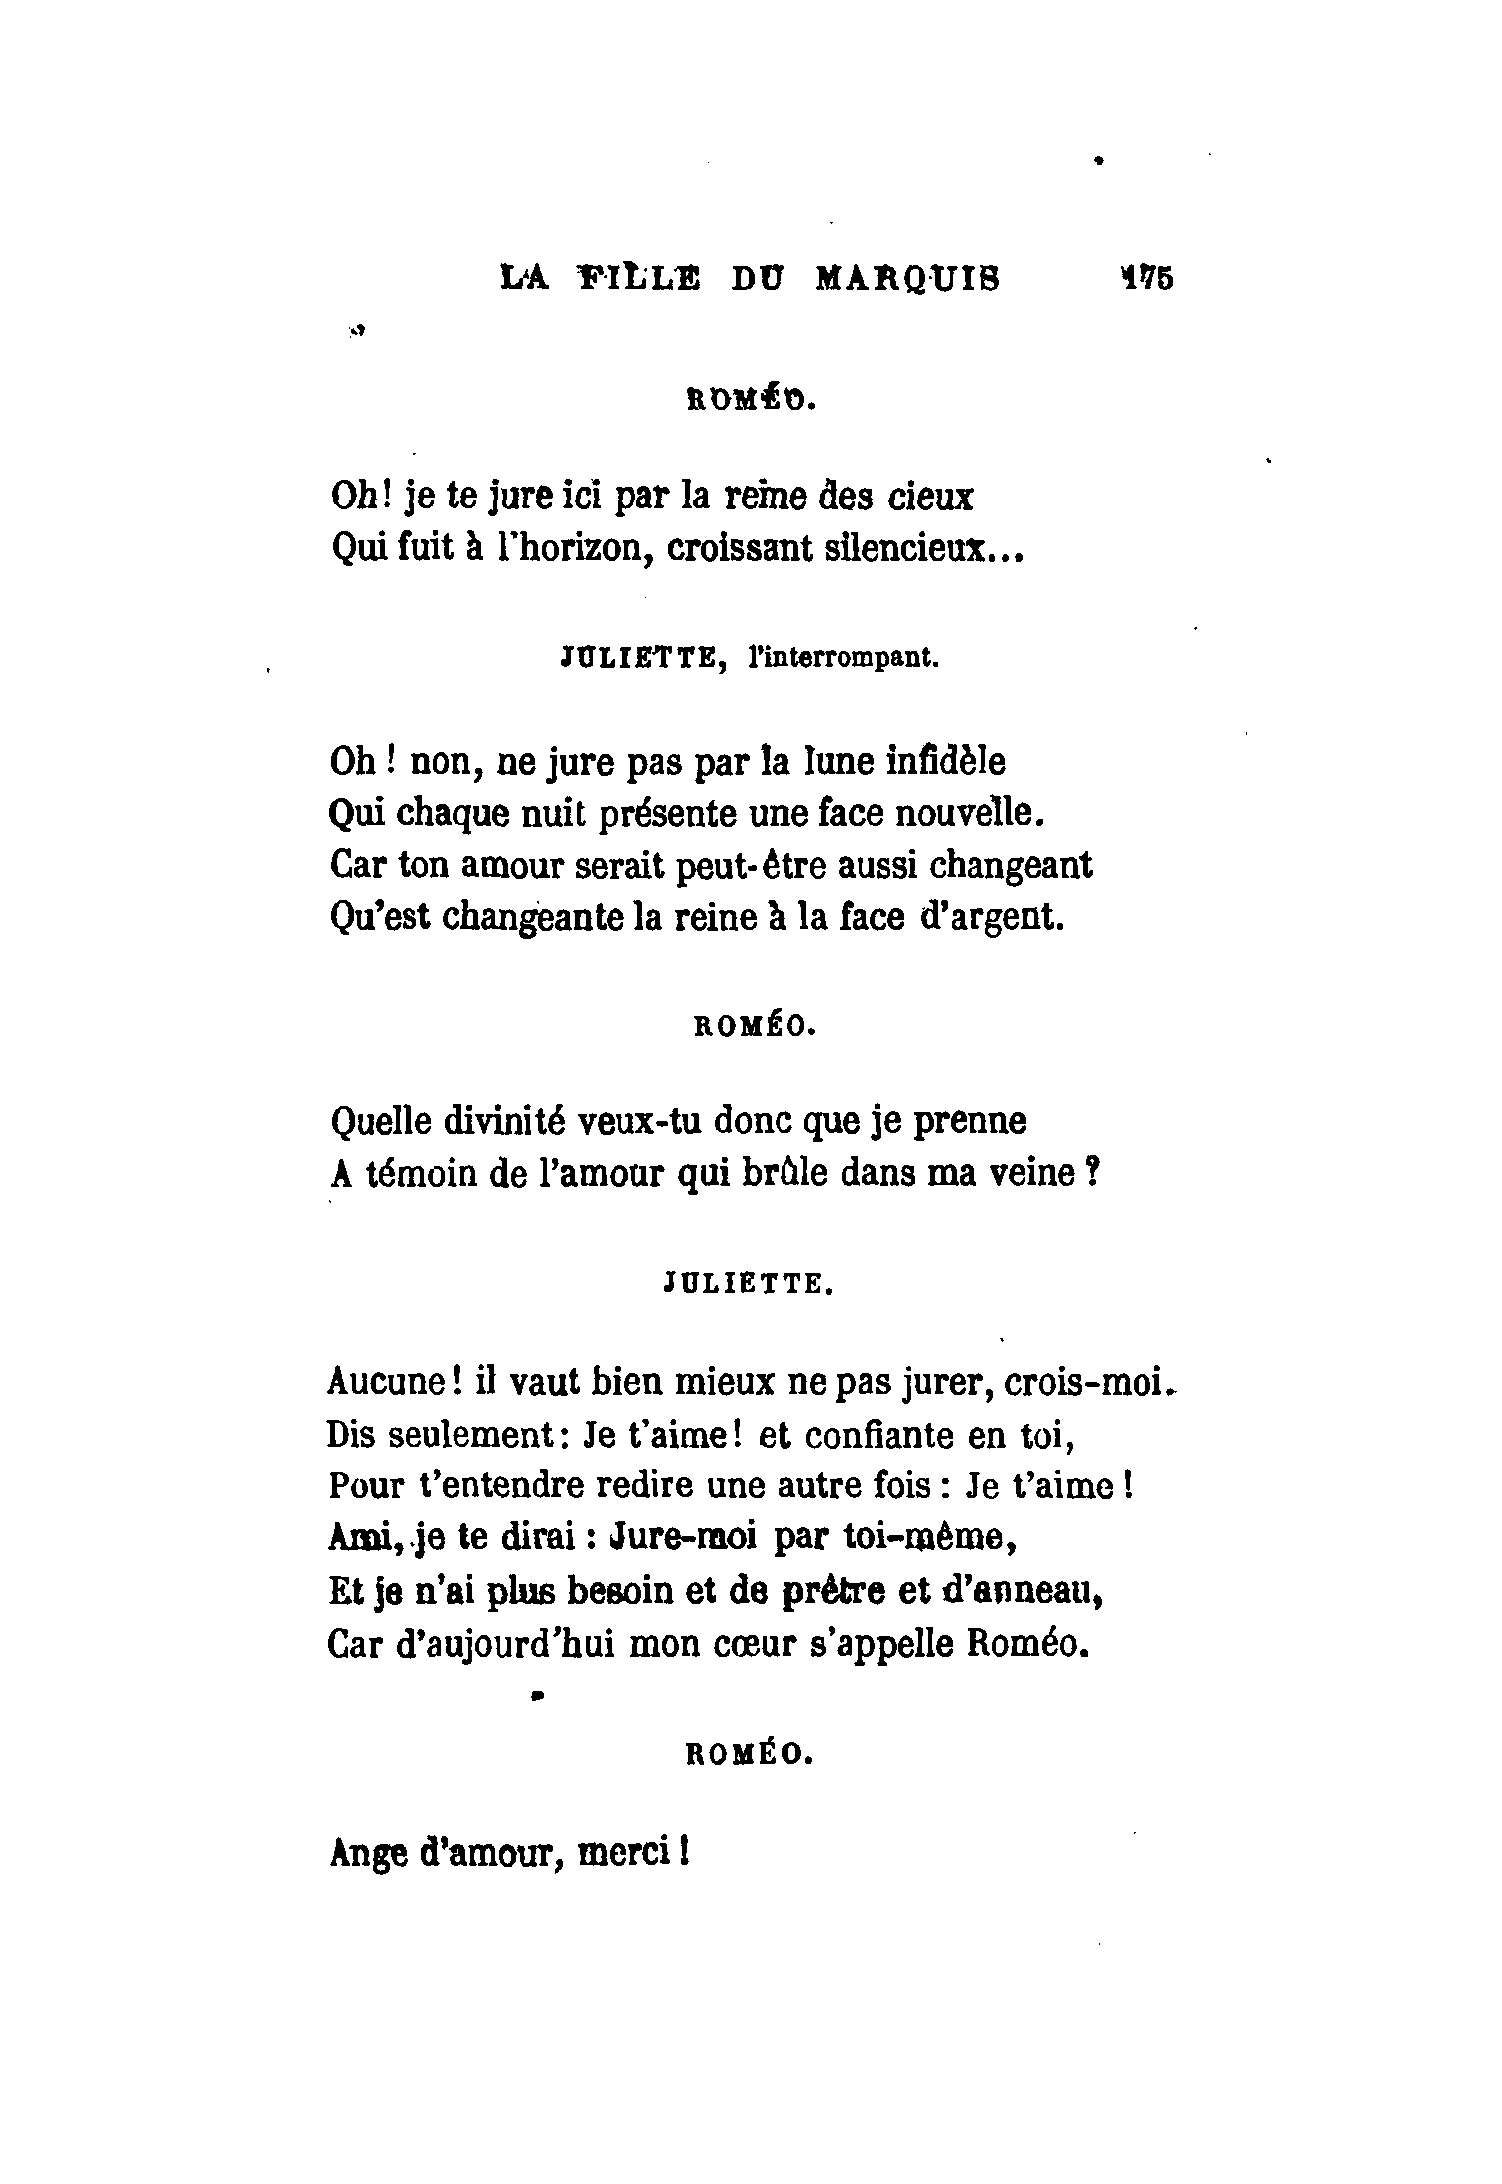 LA FILLE DU MARQUIS 175
ROMÉO.
Oh! je te jure ici par la reine des cieux
Qui fuit à l'horizon, croissant silencieux...
JULIETTE, l'interrompant.
Oh ! non, ne jure pas par la lune infidèle
Qui chaque nuit présente une face nouvelle.
Car ton amour serait peut-être aussi changeant
Qu'est changeante la reine à la face d'argent.
ROMÉO.
Quelle divinité veux-tu donc que je prenne
A témoin de l'amour qui brûle dans ma veine ?
JULIETTE.
Aucune! il vaut bien mieux ne pas jurer, crois-moi.
Dis seulement: Je t'aime! et confiante en toi,
Pour t'entendre redire une autre fois : Je t'aime !
Ami, je te dirai : Jure-moi par toi-même,
Et je n'ai plus besoin et de prêtre et d'anneau,
Car d'aujourd'hui mon cœur s'appelle Roméo.
ROMÉO.
Ange d'amour, merci !